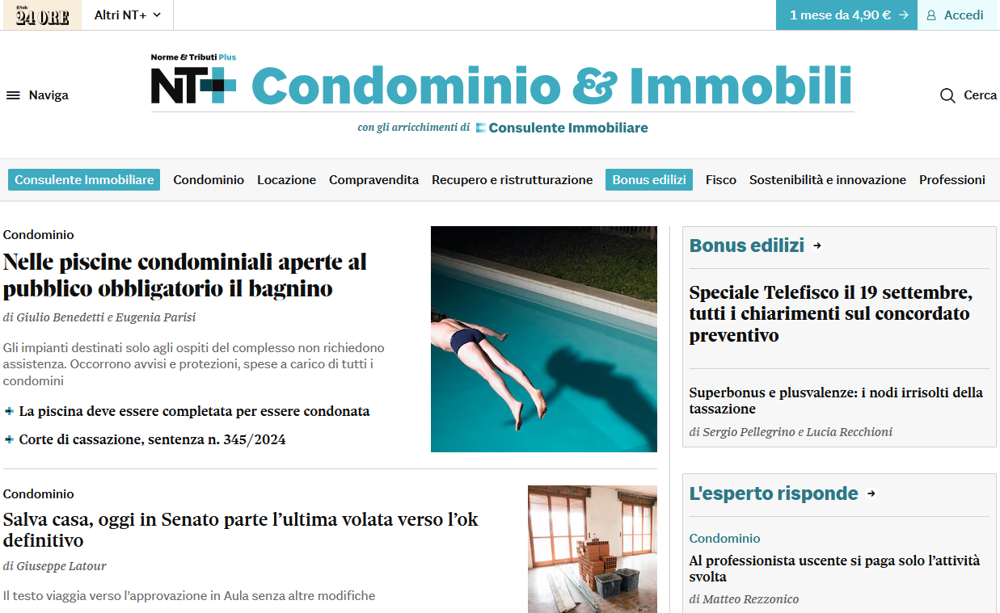 Il Sole
24 ORE
Altri NT+
1 mese da 4,90 € →
Accedi
Naviga
Norme & Tributi Plus
NT+ Condominio & Immobili
con gli arricchimenti di Consulente Immobiliare
Cerca
Consulente Immobiliare Condominio Locazione Compravendita Recupero e ristrutturazione Bonus edilizi Fisco Sostenibilità e innovazione Professioni
Condominio
Nelle piscine condominiali aperte al
pubblico obbligatorio il bagnino
di Giulio Benedetti e Eugenia Parisi
Gli impianti destinati solo agli ospiti del complesso non richiedono
assistenza. Occorrono avvisi e protezioni, spese a carico di tutti i
condomini
La piscina deve essere completata per essere condonata
Corte di cassazione, sentenza n. 345/2024
Condominio
Salva casa, oggi in Senato parte l’ultima volata verso l’ok
definitivo
di Giuseppe Latour
Il testo viaggia verso l’approvazione in Aula senza altre modifiche
Bonus edilizi →
Speciale Telefisco il 19 settembre,
tutti i chiarimenti sul concordato
preventivo
Superbonus e plusvalenze: i nodi irrisolti della
tassazione
di Sergio Pellegrino e Lucia Recchioni
L'esperto risponde →
Condominio
Al professionista uscente si paga solo l’attività
svolta
di Matteo Rezzonico